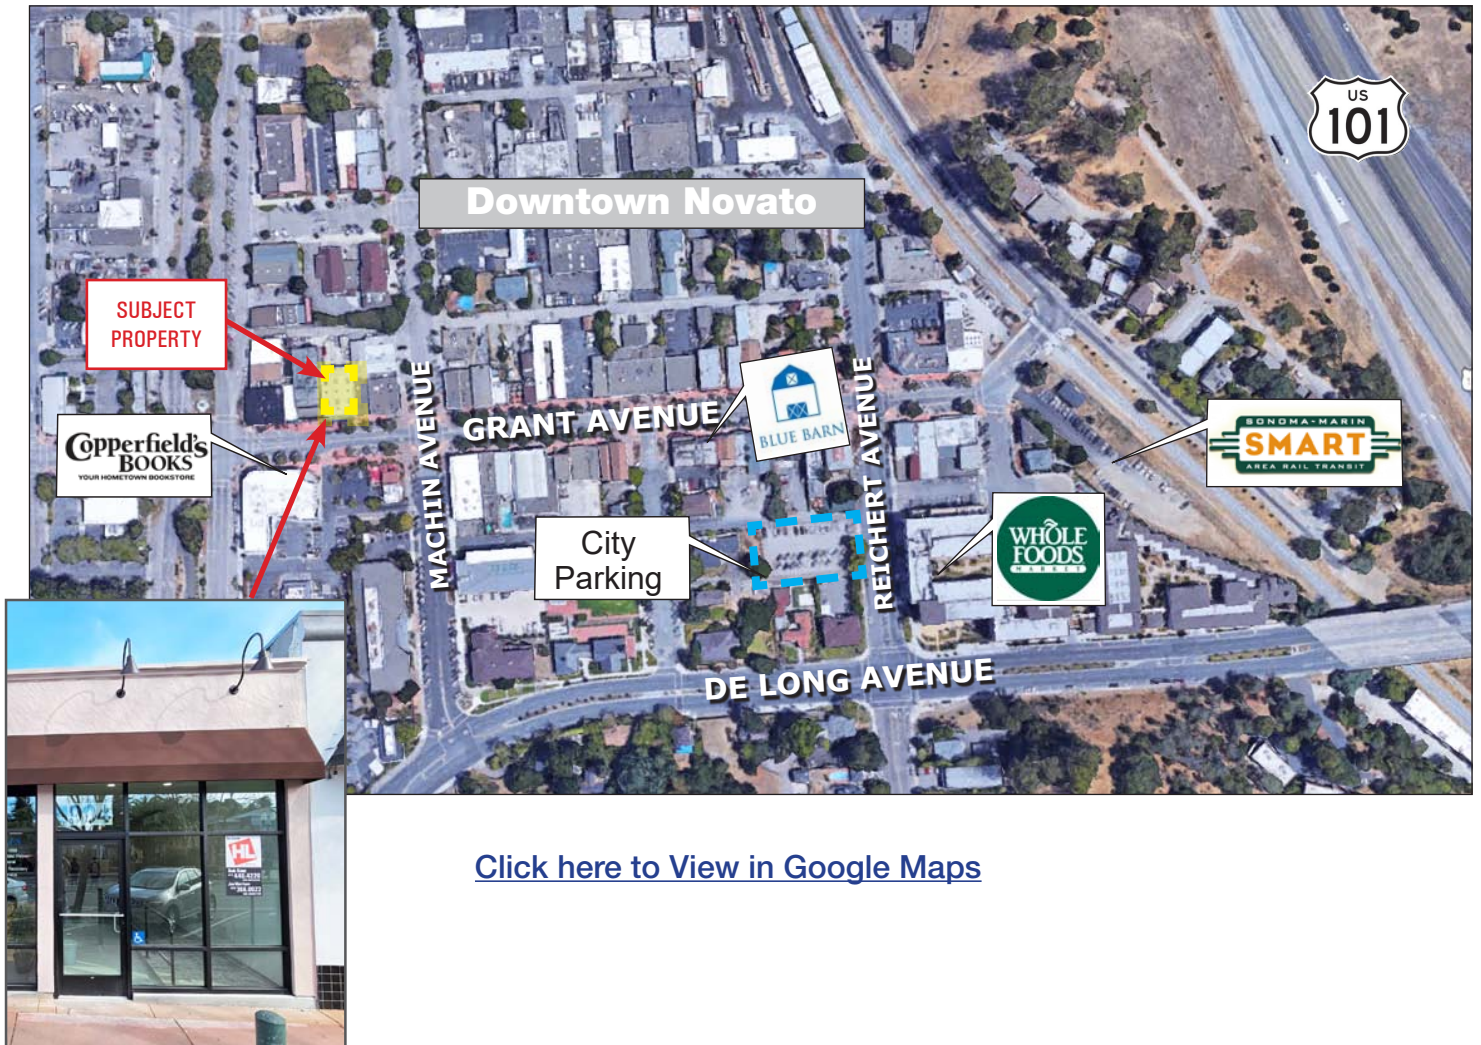 US
101
Downtown Novato
SUBJECT
PROPERTY
MACHIN AVENUE
GRANT AVENUE
BLUE BARN
REICHERT AVENUE
Copperfield's
BOOKS
YOUR HOMETOWN BOOKSTORE
SONOMA-MARIN
SMART
AREA RAIL TRANSIT
City
Parking
WHOLE
FOODS
MARKET
DE LONG AVENUE
HL
Click here to View in Google Maps